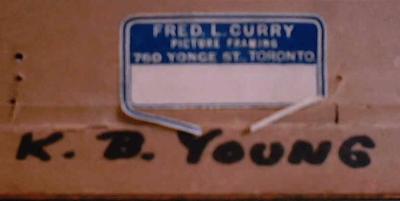 FRED. L. CURRY
PICTURE FRAMING
760 YONGE ST. TORONTO.
K. B. YOUNG